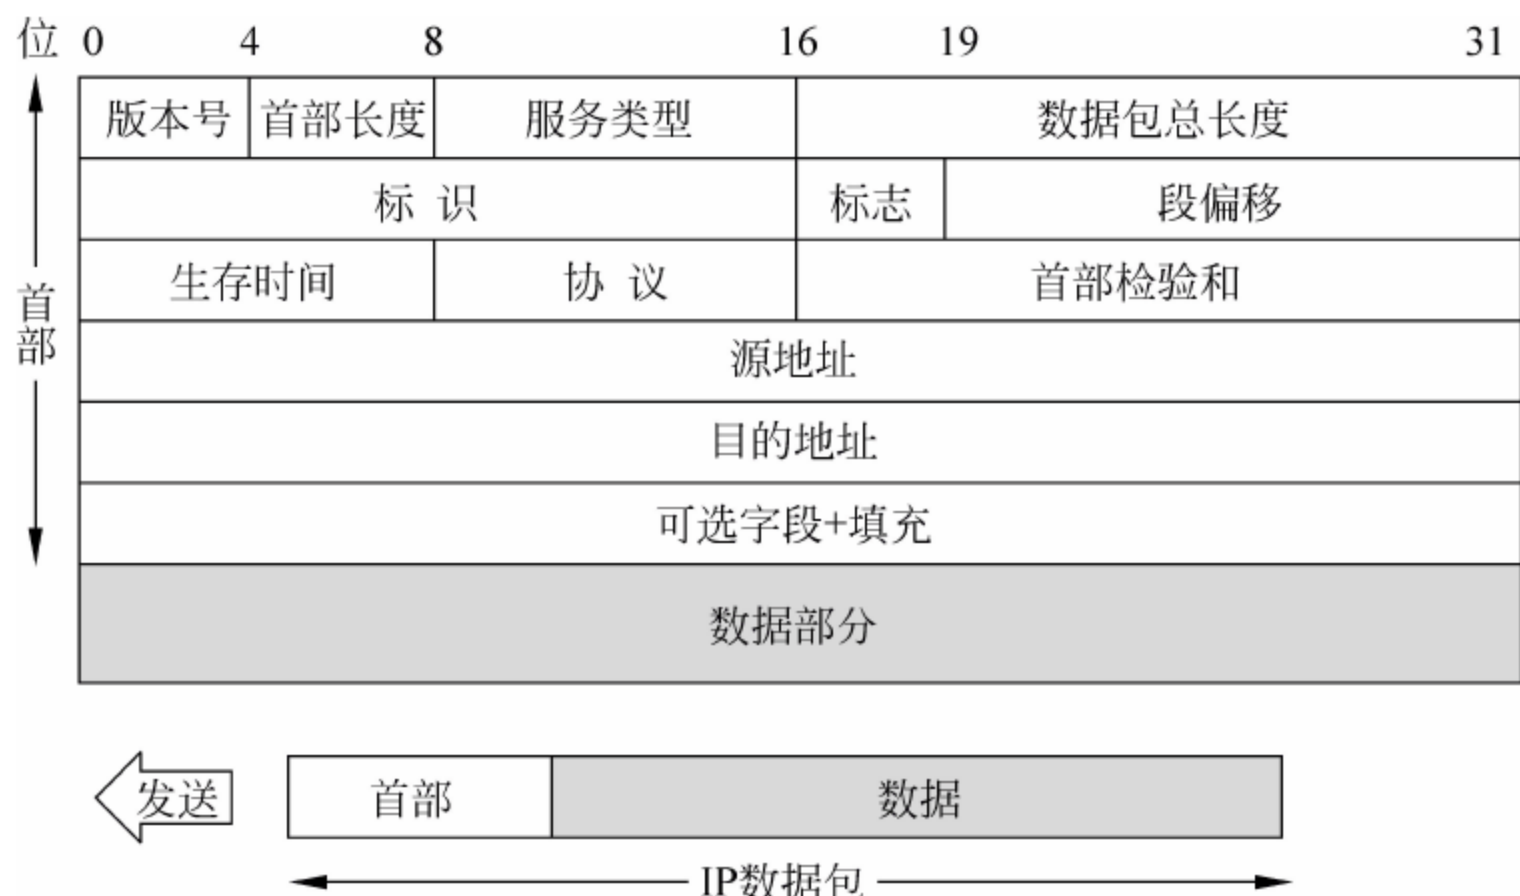 位 0 4 8 16 19 31
版本号 首部长度 服务类型 数据包总长度
标 识 标志 段偏移
生存时间 协 议 首部检验和
首部
源地址
目的地址
可选字段+填充
数据部分
发送 首部 数据
IP数据包